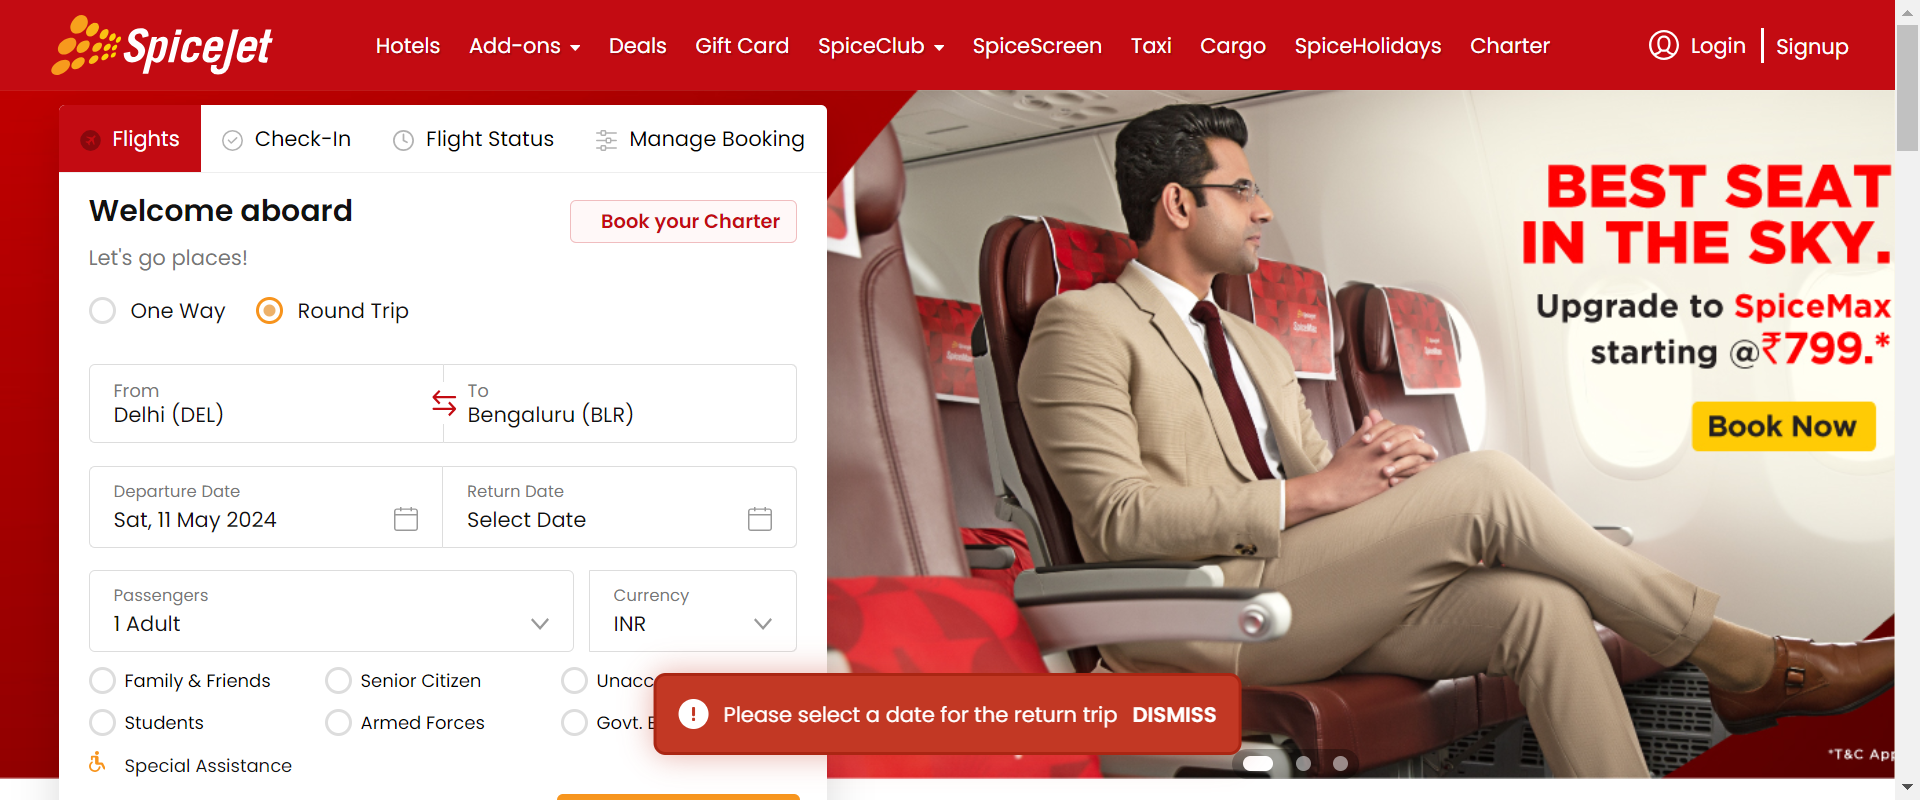 SpiceJet
Hotels
Add-ons
Deals
Gift Card
SpiceClub
SpiceScreen
Taxi
Cargo
SpiceHolidays
Charter
Login
Signup
Flights
Check-In
Flight Status
Manage Booking
Welcome aboard
Book your Charter
Let's go places!
One Way
Round Trip
From
Delhi (DEL)
To
Bengaluru (BLR)
Departure Date
Sat, 11 May 2024
Return Date
Select Date
Passengers
1 Adult
Currency
INR
Family & Friends
Senior Citizen
Unacc
Students
Armed Forces
Govt. E
Special Assistance
Please select a date for the return trip DISMISS
BEST SEAT
IN THE SKY.
Upgrade to SpiceMax
starting @₹799.*
Book Now
*T&C App
SpiceMax